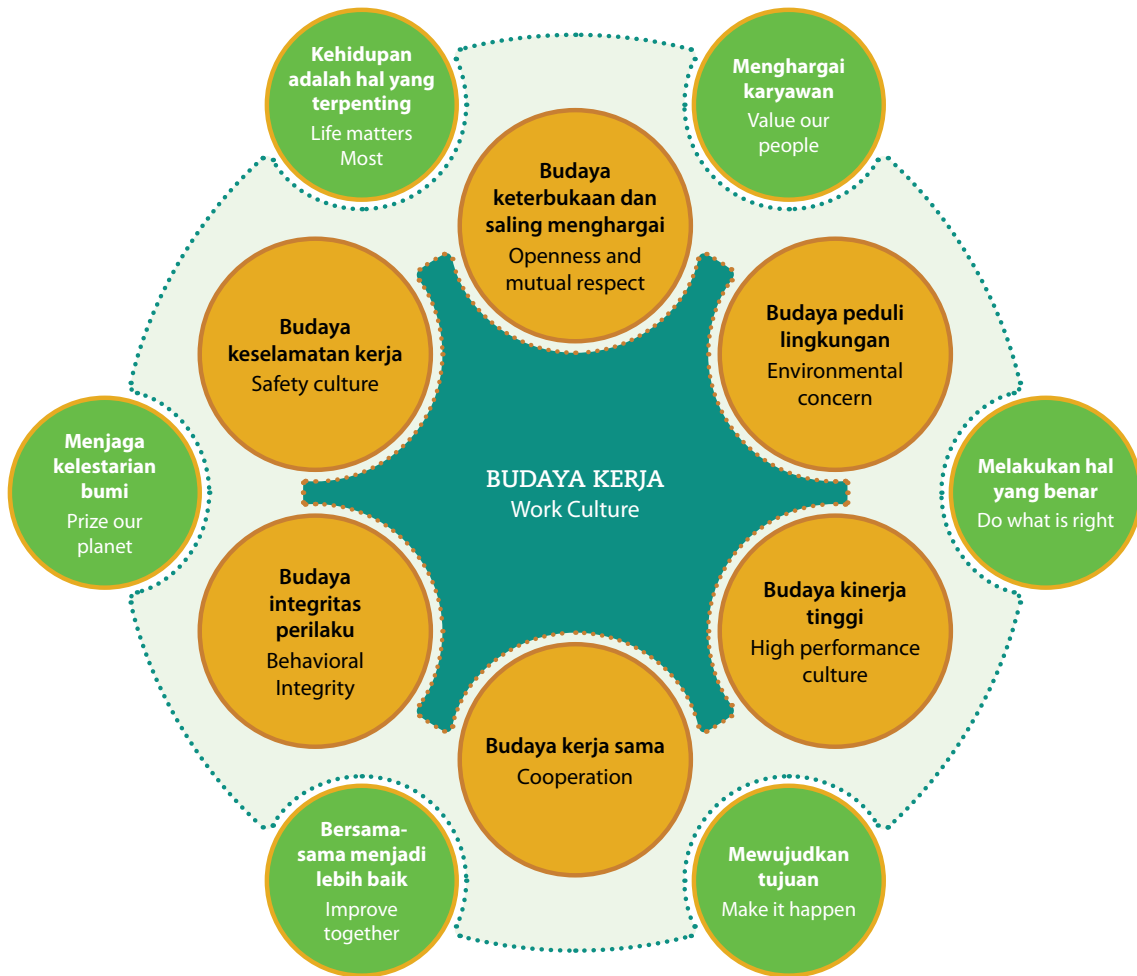 Kehidupan
adalah hal yang
terpenting
Life matters
Most
Menghargai
karyawan
Value our
people
Budaya
keterbukaan dan
saling menghargai
Openness and
mutual respect
Budaya
keselamatan kerja
Safety culture
Budaya peduli
lingkungan
Environmental
concern
Menjaga
kelestarian
bumi
Prize our
planet
BUDAYA KERJA
Work Culture
Melakukan hal
yang benar
Do what is right
Budaya
integritas
perilaku
Behavioral
Integrity
Budaya kinerja
tinggi
High performance
culture
Budaya kerja sama
Cooperation
Bersama-
sama menjadi
lebih baik
Improve
together
Mewujudkan
tujuan
Make it happen